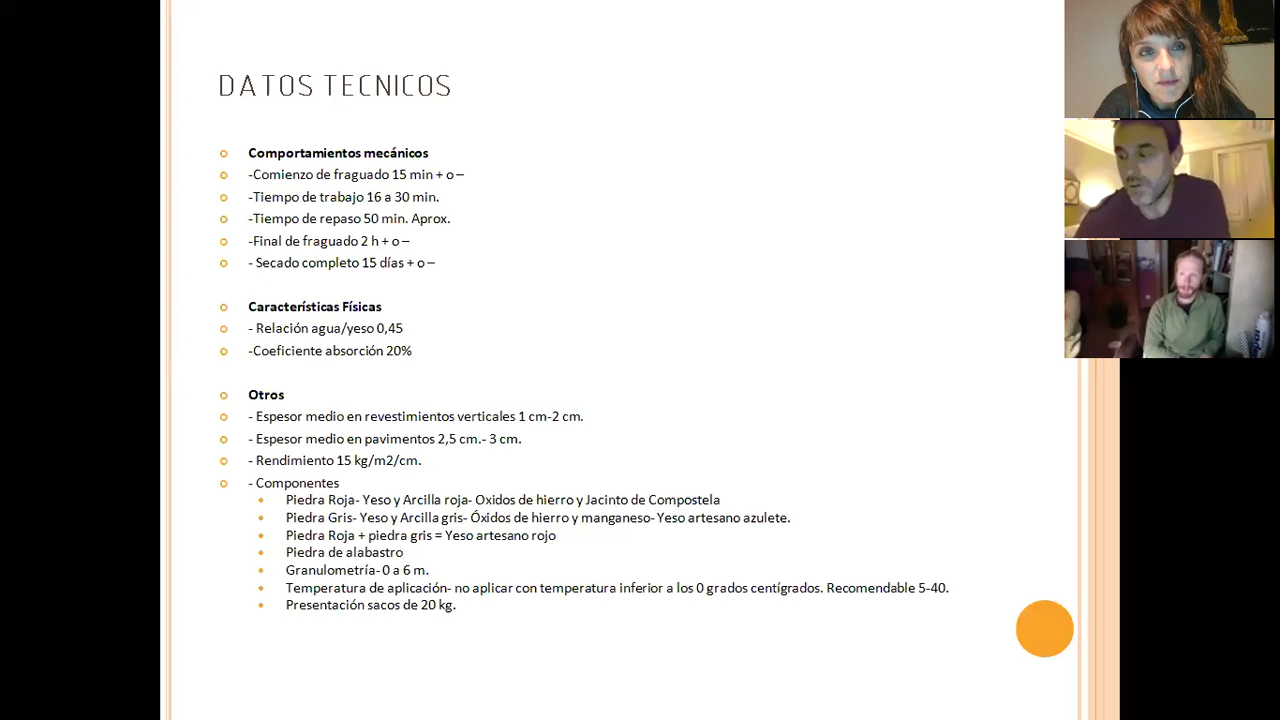 DATOS TECNICOS
Comportamientos mecánicos
-Comienzo de fraguado 15 min + o –
-Tiempo de trabajo 16 a 30 min.
-Tiempo de repaso 50 min. Aprox.
-Final de fraguado 2 h + o –
- Secado completo 15 días + o –
Características Físicas
- Relación agua/yeso 0,45
-Coeficiente absorción 20%
Otros
- Espesor medio en revestimientos verticales 1 cm-2 cm.
- Espesor medio en pavimentos 2,5 cm.- 3 cm.
- Rendimiento 15 kg/m2/cm.
- Componentes
Piedra Roja- Yeso y Arcilla roja- Oxidos de hierro y Jacinto de Compostela
Piedra Gris- Yeso y Arcilla gris- Óxidos de hierro y manganeso- Yeso artesano azulete.
Piedra Roja + piedra gris = Yeso artesano rojo
Piedra de alabastro
Granulometría- 0 a 6 m.
Temperatura de aplicación- no aplicar con temperatura inferior a los 0 grados centígrados. Recomendable 5-40.
Presentación sacos de 20 kg.